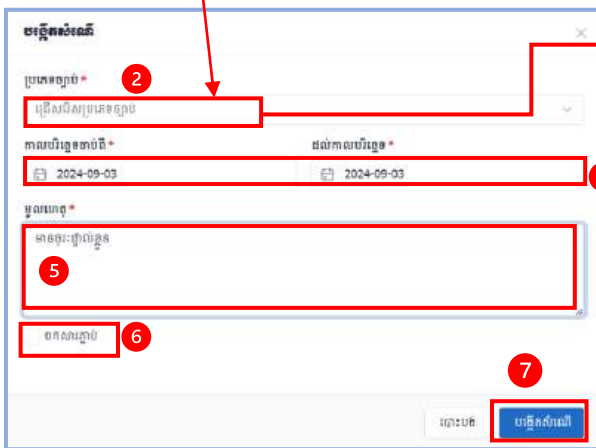 បង្កើតសំណើ
ប្រភេទច្បាប់ *
2
ជ្រើសរើសប្រភេទច្បាប់
កាលបរិច្ឆេទចាប់ពី *
ដល់កាលបរិច្ឆេទ *
2024-09-03
2024-09-03
មូលហេតុ *
មានធុរៈផ្ទាល់ខ្លួន
5
ឯកសារភ្ជាប់
6
7
បោះបង់
បង្កើតសំណើ